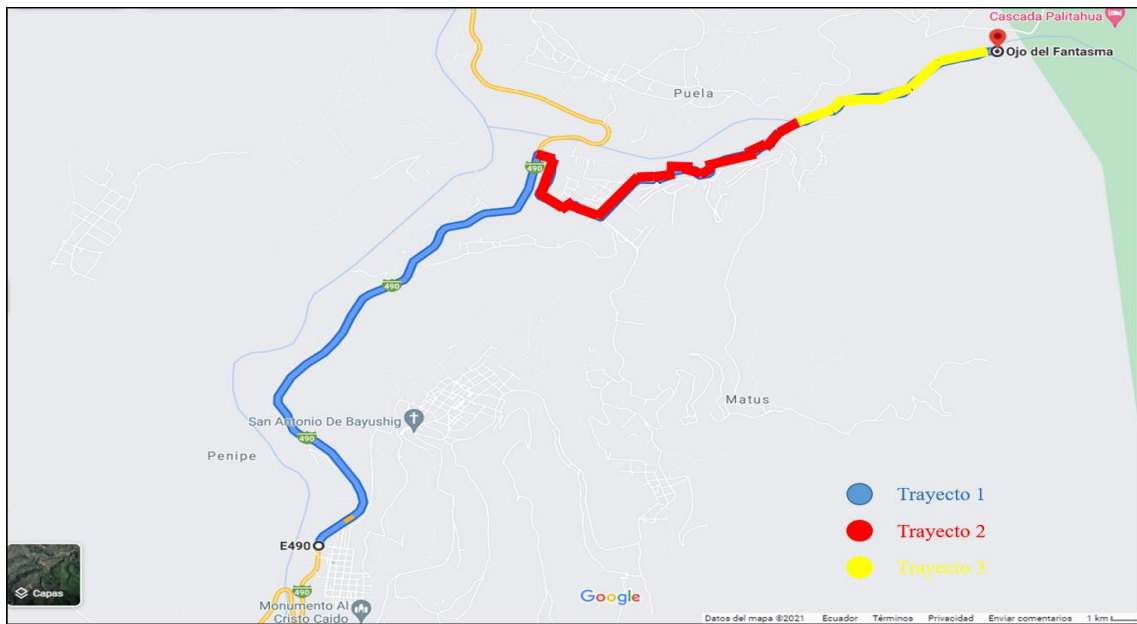 Cascada Palitahua
Ojo del Fantasma
Puela
490
490
San Antonio De Bayushig
Matus
490
Penipe
Trayecto 1
Trayecto 2
E490
Trayecto 3
Capas
490
490
Google
Monumento Al
Cristo Caido
Datos del mapa ©2021 Ecuador Términos Privacidad Enviar comentarios 1 km